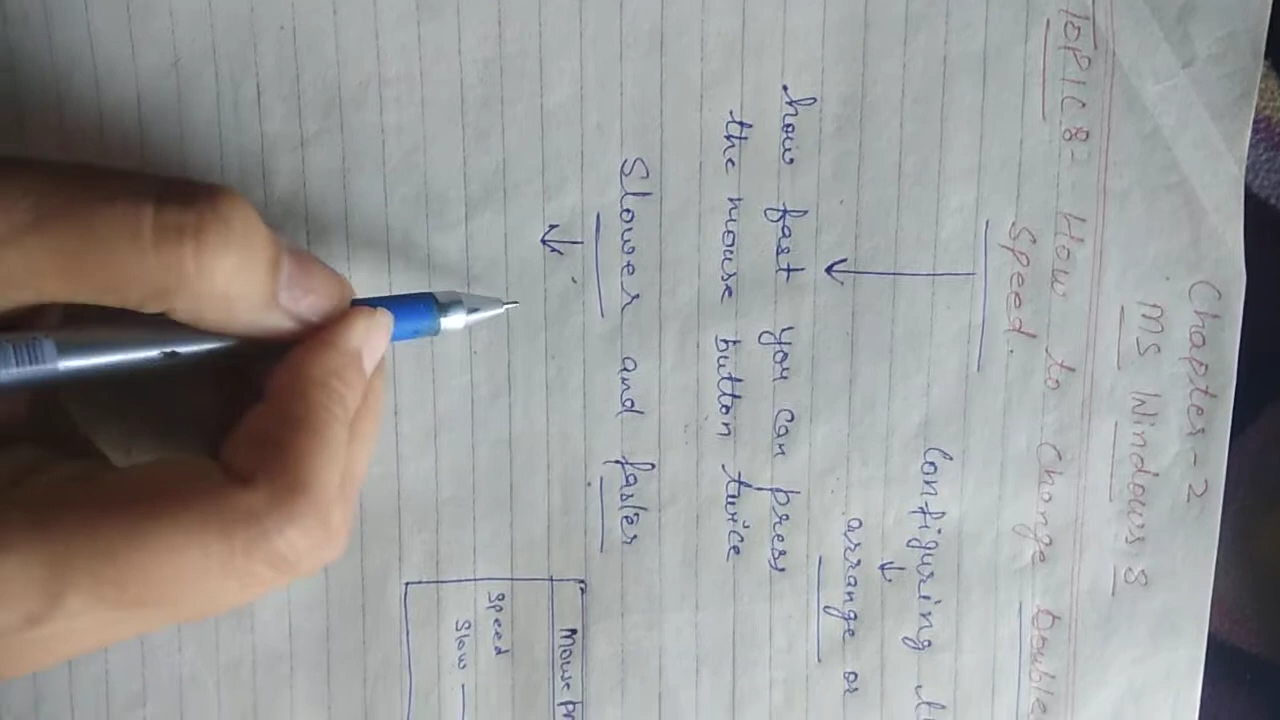 Chapter-2
MS Windows 8
TOPIC 8- How to Change Double
Speed.
Configuring
arrange or
how fast you can press
the mouse button twice
Slower and faster
Mouse
Speed
Slow